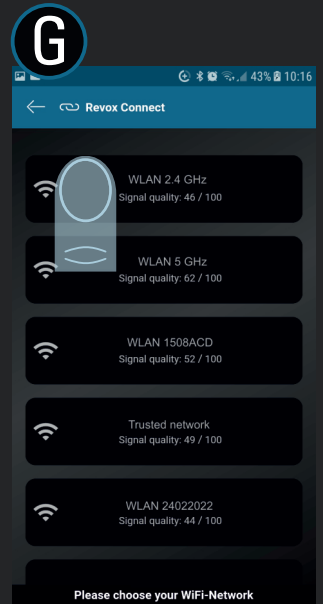 G
43% 10:16
Revox Connect
WLAN 2.4 GHz
Signal quality: 46 / 100
WLAN 5 GHz
Signal quality: 62 / 100
WLAN 1508ACD
Signal quality: 52 / 100
Trusted network
Signal quality: 49 / 100
WLAN 24022022
Signal quality: 44 / 100
Please choose your WiFi-Network